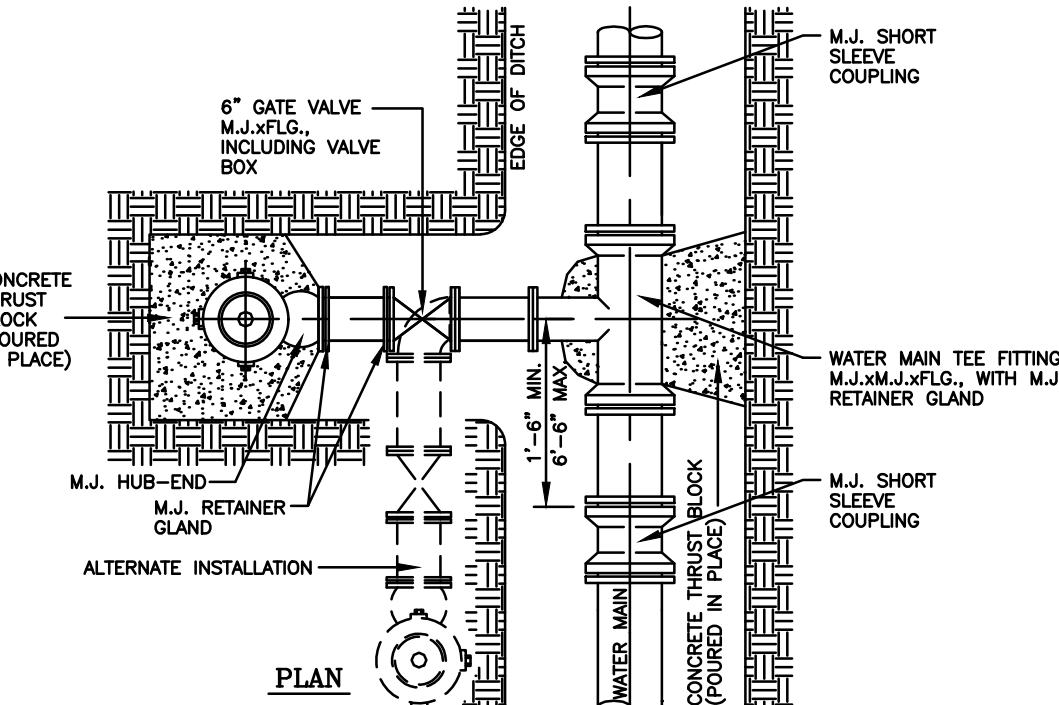 M.J. SHORT
SLEEVE
COUPLING
EDGE OF DITCH
6" GATE VALVE
M.J.xFLG.,
INCLUDING VALVE
BOX
ONCRETE
RUST
OCK
OURED
PLACE)
WATER MAIN TEE FITTING
M.J.xM.J.xFLG., WITH M.J
RETAINER GLAND
1'-6" MIN.
6'-6" MAX.
M.J. HUB-END
M.J. RETAINER
GLAND
M.J. SHORT
SLEEVE
COUPLING
ALTERNATE INSTALLATION
WATER MAIN
CONCRETE THRUST BLOCK
(POURED IN PLACE)
PLAN